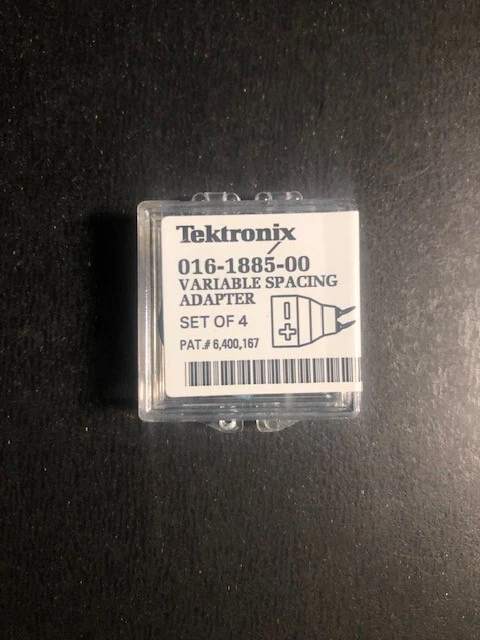 Tektronix
016-1885-00
VARIABLE SPACING
ADAPTER
SET OF 4
- +
PAT.# 6,400,167